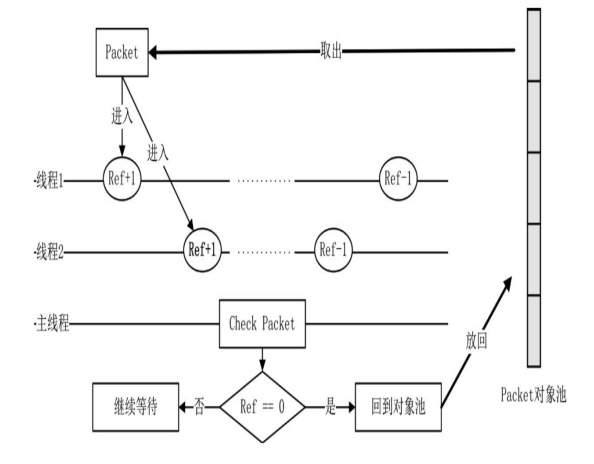 Packet
取出
进入
进入
·线程1
Ref+1
············
Ref-1
·线程2
Ref+1
············
Ref-1
·主线程
Check Packet
放回
继续等待
否
Ref == 0
是
回到对象池
Packet对象池